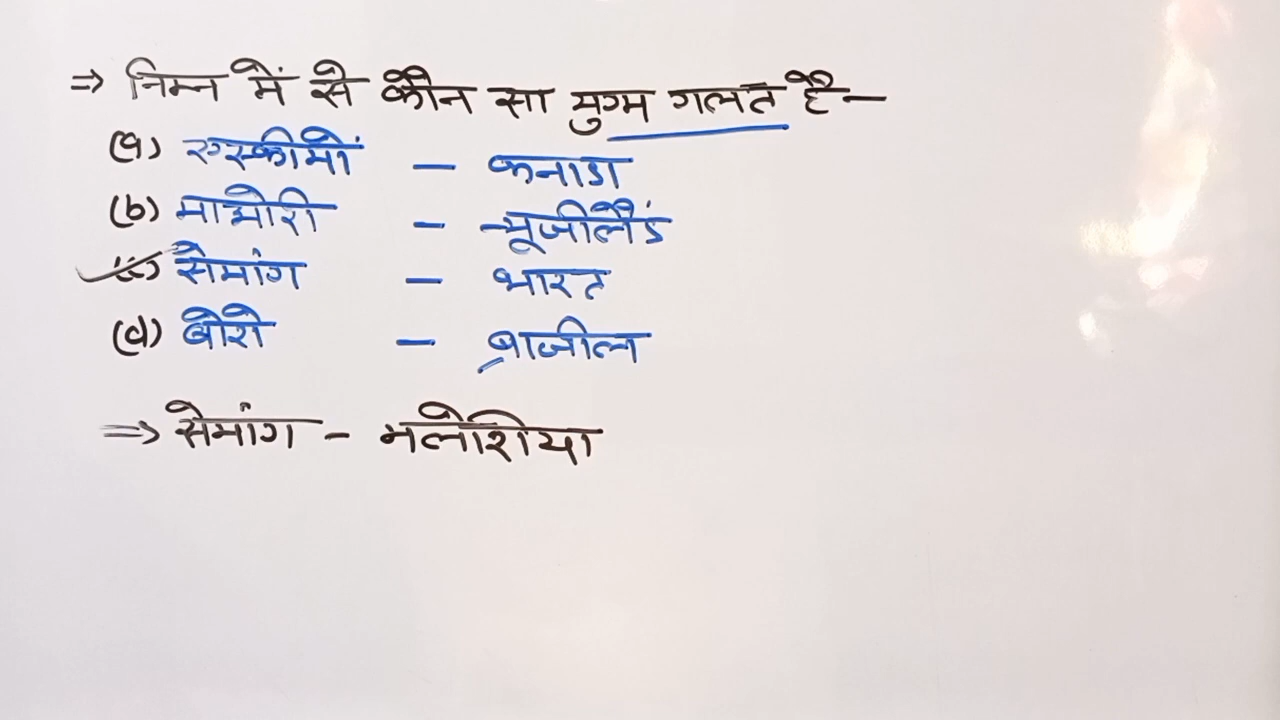 ⇒ निम्न में से कौन सा युग्म गलत है—
(a) एस्कीमों — कनाडा
(b) माओरी — न्यूजीलैंड
(c) सेमांग — भारत
(d) बोरो — ब्राजील
⇒ सेमांग — मलेशिया